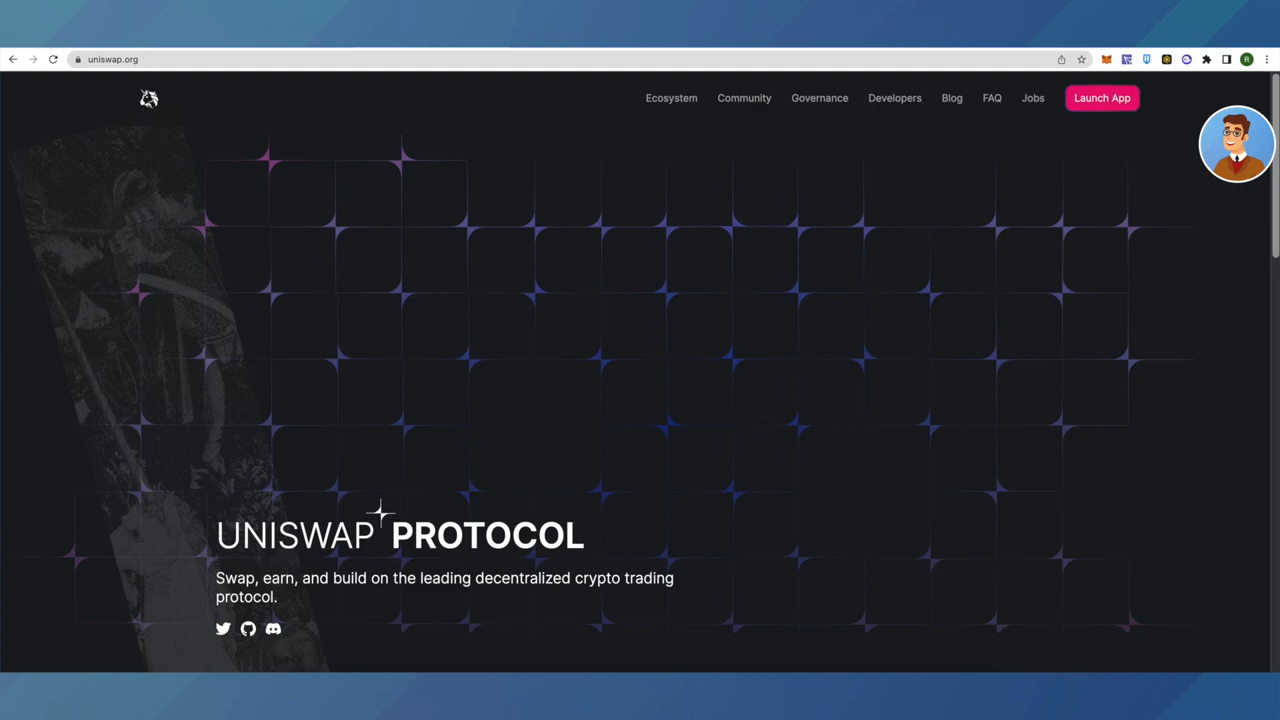 uniswap.org
R
Ecosystem Community Governance Developers Blog FAQ Jobs Launch App
UNISWAP PROTOCOL
Swap, earn, and build on the leading decentralized crypto trading
protocol.